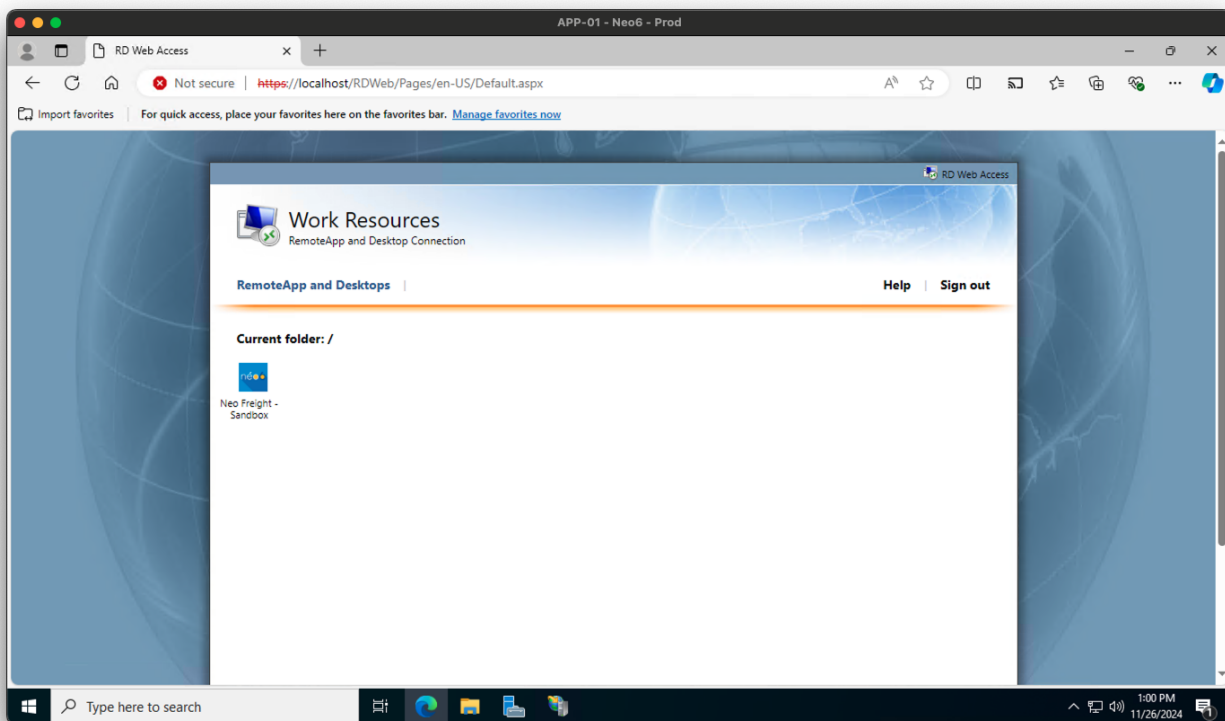 APP-01 - Neo6 - Prod
RD Web Access
Not secure https://localhost/RDWeb/Pages/en-US/Default.aspx
Import favorites For quick access, place your favorites here on the favorites bar. Manage favorites now
RD Web Access
Work Resources
RemoteApp and Desktop Connection
RemoteApp and Desktops | Help | Sign out
Current folder: /
néo
Neo Freight -
Sandbox
Type here to search
1:00 PM
11/26/2024
1